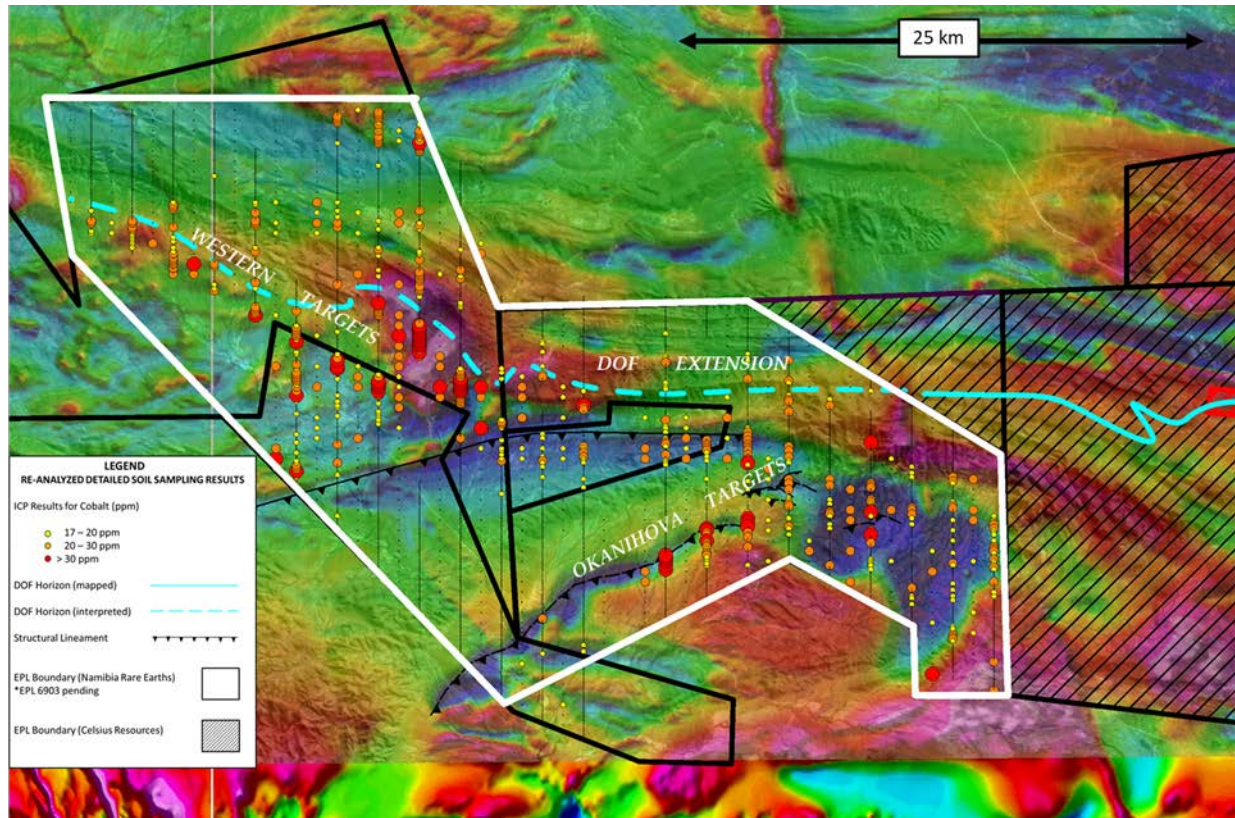 25 km
WESTERN
TARGETS
DOF EXTENSION
OKANIHOVA TARGETS
LEGEND
RE-ANALYZED DETAILED SOIL SAMPLING RESULTS
ICP Results for Cobalt (ppm)
17 – 20 ppm
20 – 30 ppm
> 30 ppm
DOF Horizon (mapped)
DOF Horizon (interpreted)
Structural Lineament
EPL Boundary (Namibia Rare Earths)
*EPL 6903 pending
EPL Boundary (Celsius Resources)